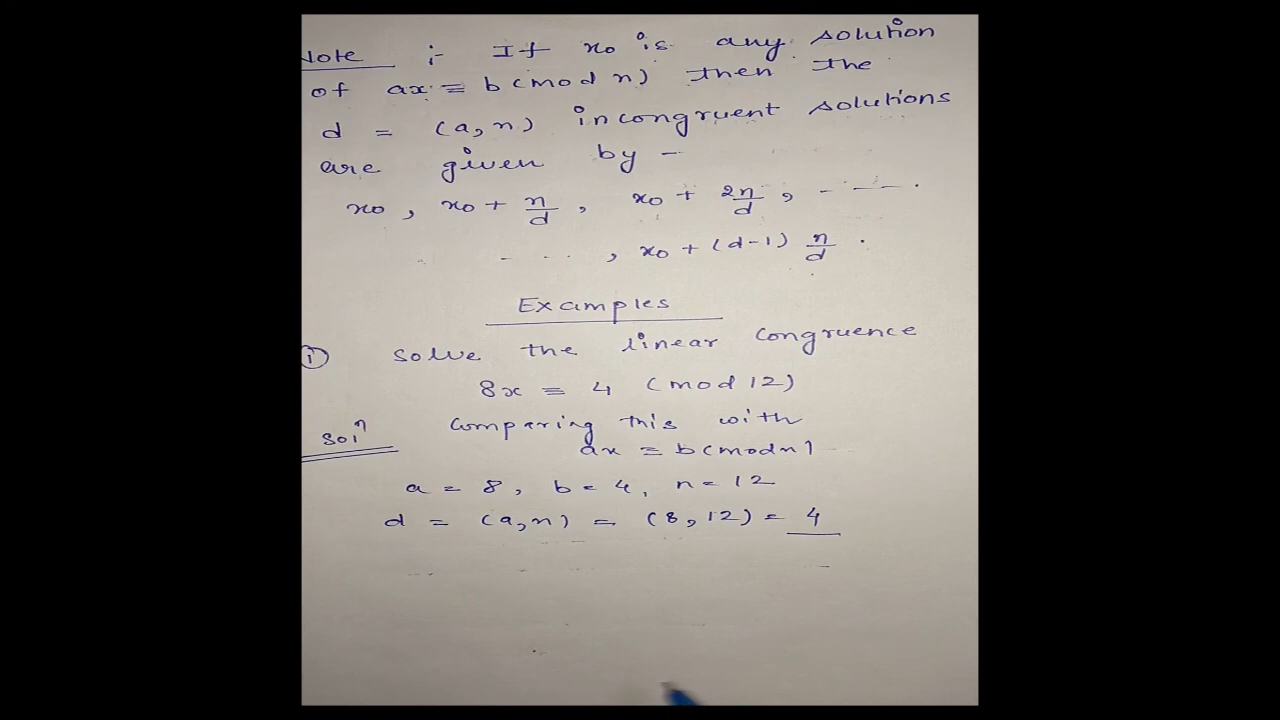 Note :- If x₀ is any solution
of ax ≡ b (mod n) then the
d = (a, n) incongruent solutions
are given by —
x₀, x₀ + n/d, x₀ + 2n/d, - — — .
- . . . , x₀ + (d-1) n/d .
Examples
① Solve the linear congruence
8x ≡ 4 (mod 12)
Solⁿ Comparing this with
ax ≡ b (mod n)
a = 8, b = 4, n = 12
d = (a, n) = (8, 12) = 4